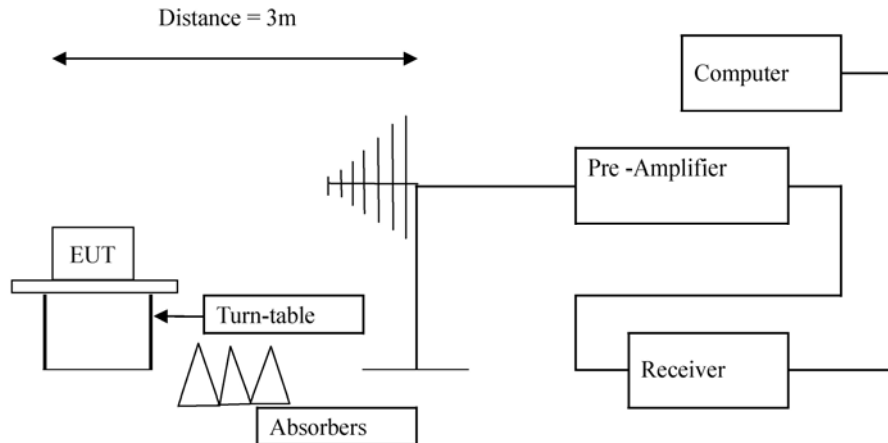 Distance = 3m
Computer
Pre -Amplifier
EUT
Turn-table
Receiver
Absorbers